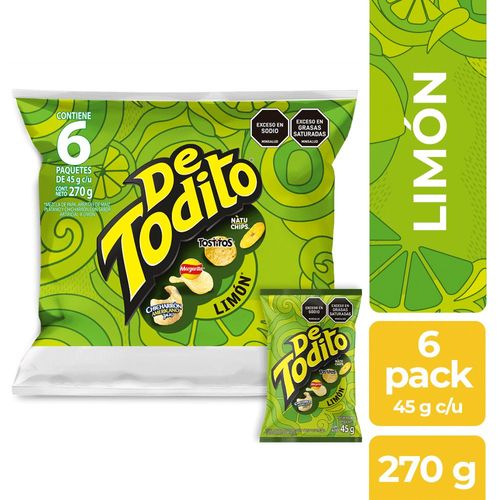 CONTIENE
6
PAQUETES
DE 45 g c/u
CONT. NETO 270 g
EXCESO EN
SODIO
MINSALUD
EXCESO EN
GRASAS
SATURADAS
MINSALUD
De
Todito
NATU
CHIPS
TOSTITOS
Margarita
CHICHARRÓN
AMERICANO
LIMÓN
EXCESO EN
SODIO
EXCESO EN
GRASAS
SATURADAS
De
Todito
LIMÓN
45 g
LIMÓN
6
pack
45 g c/u
270 g